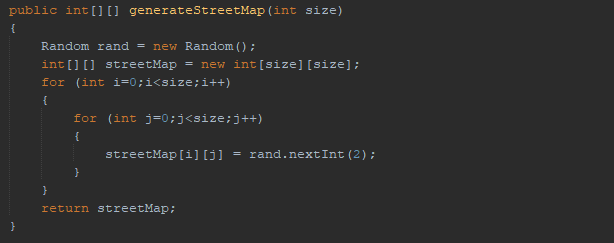 public int[][] generateStreetMap(int size)
{
    Random rand = new Random();
    int[][] streetMap = new int[size][size];
    for (int i=0;i<size;i++)
    {
        for (int j=0;j<size;j++)
        {
            streetMap[i][j] = rand.nextInt(2);
        }
    }
    return streetMap;
}